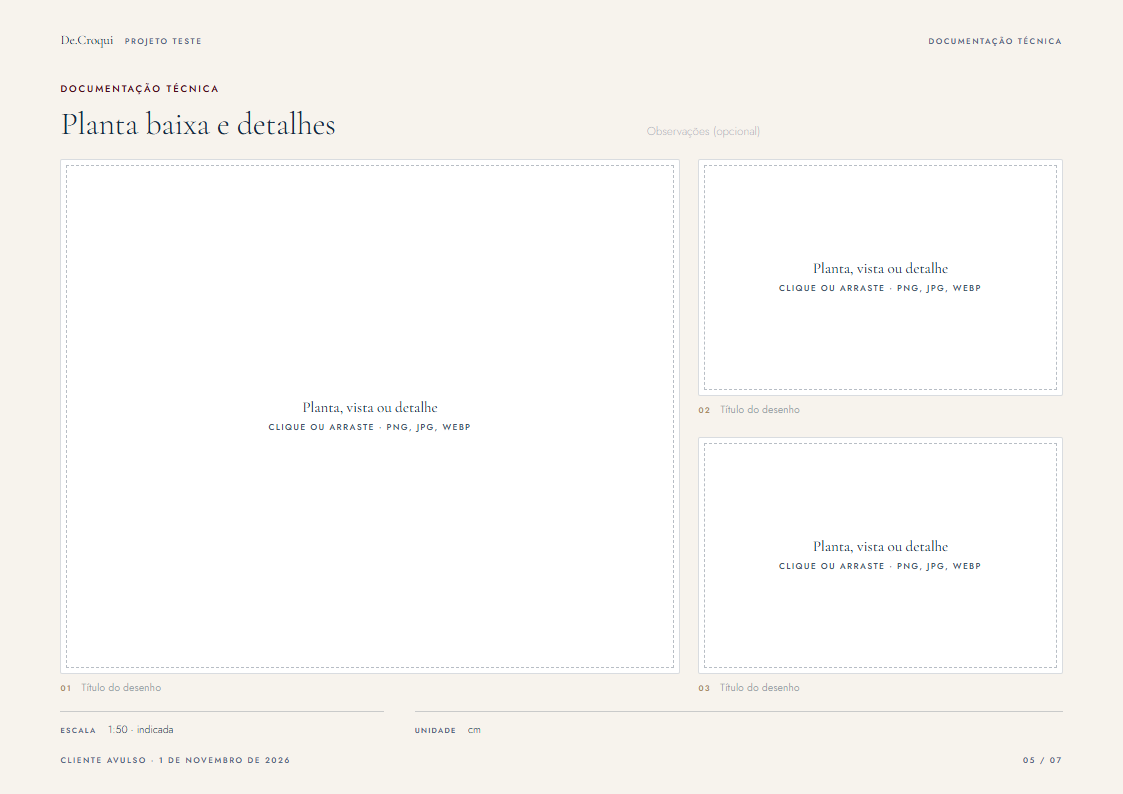 De.Croqui PROJETO TESTE
DOCUMENTAÇÃO TÉCNICA
DOCUMENTAÇÃO TÉCNICA
Planta baixa e detalhes
Observações (opcional)
Planta, vista ou detalhe
CLIQUE OU ARRASTE · PNG, JPG, WEBP
01 Título do desenho
Planta, vista ou detalhe
CLIQUE OU ARRASTE · PNG, JPG, WEBP
02 Título do desenho
Planta, vista ou detalhe
CLIQUE OU ARRASTE · PNG, JPG, WEBP
03 Título do desenho
ESCALA 1:50 · indicada
UNIDADE cm
CLIENTE AVULSO · 1 DE NOVEMBRO DE 2026
05 / 07